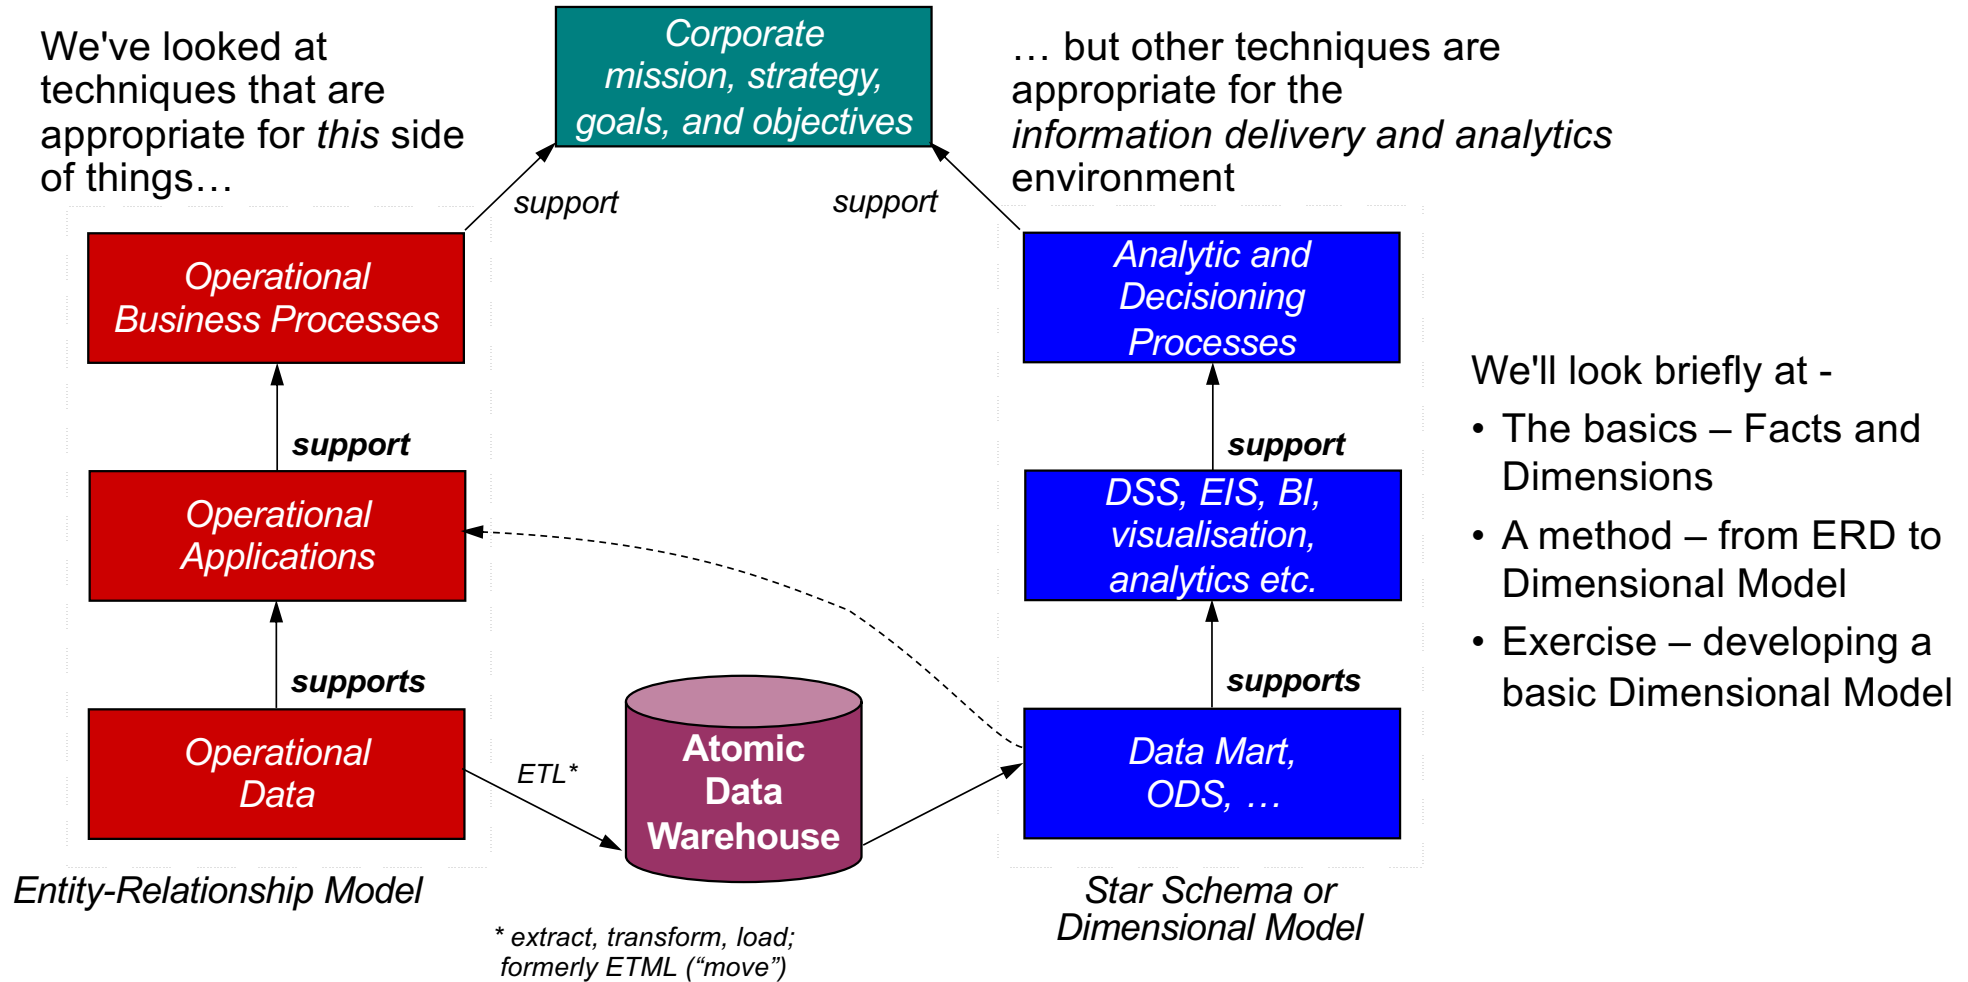 We've looked at
techniques that are
appropriate for this side
of things…
Corporate
mission, strategy,
goals, and objectives
… but other techniques are
appropriate for the
information delivery and analytics
environment
support
support
Operational
Business Processes
Analytic and
Decisioning
Processes
support
support
Operational
Applications
DSS, EIS, BI,
visualisation,
analytics etc.
supports
supports
Operational
Data
ETL*
Atomic
Data
Warehouse
Data Mart,
ODS, …
Entity-Relationship Model
Star Schema or
Dimensional Model
* extract, transform, load;
formerly ETML (“move”)
We'll look briefly at -
• The basics – Facts and
Dimensions
• A method – from ERD to
Dimensional Model
• Exercise – developing a
basic Dimensional Model